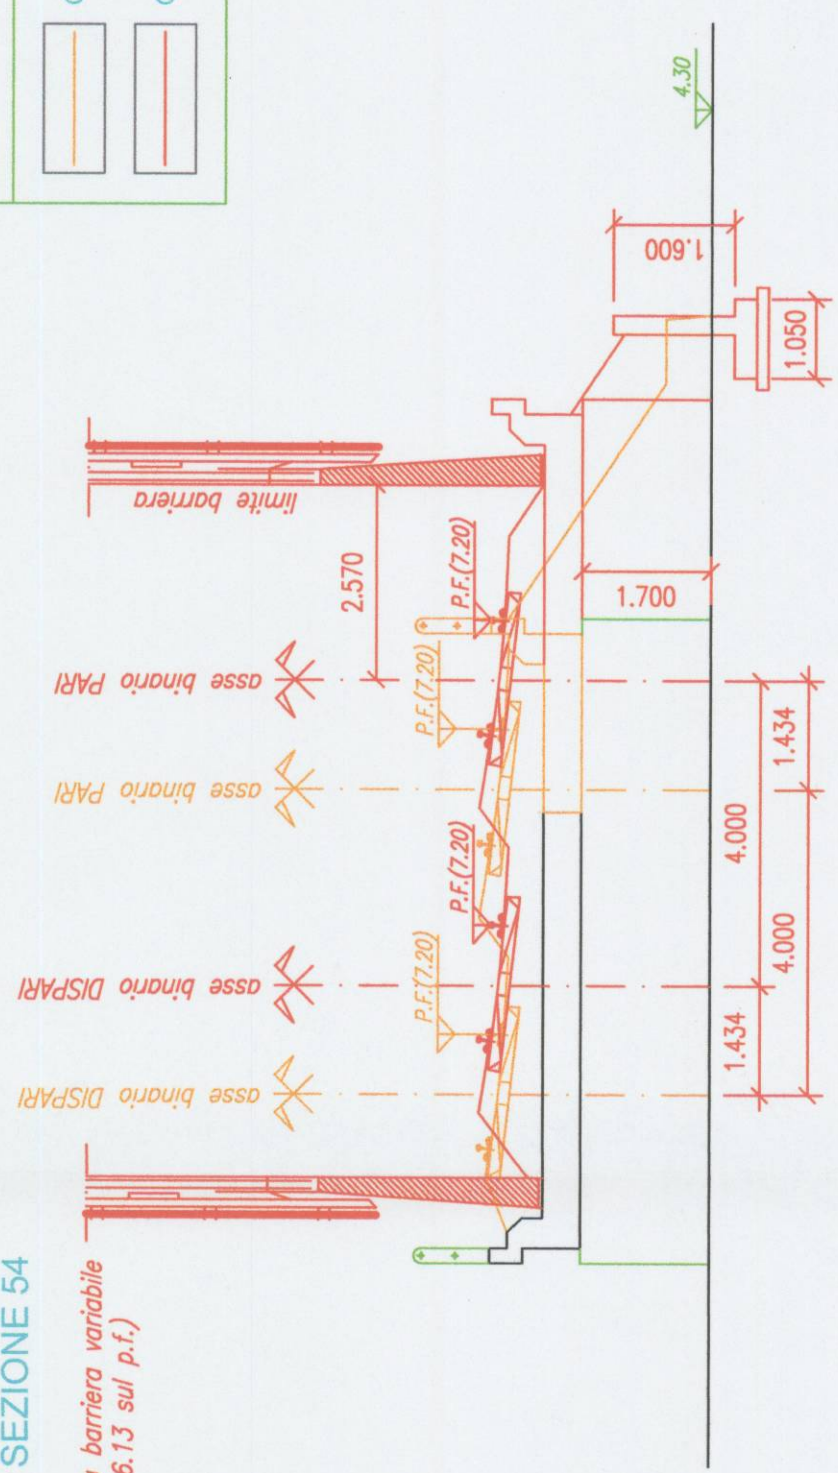 SEZIONE 54
barriera variabile
6.13 sul p.f.)
asse binario DISPARI
asse binario DISPARI
asse binario PARI
asse binario PARI
limite barriera
2.570
P.F.(7.20)
P.F.(7.20)
P.F.(7.20)
P.F.(7.20)
1.700
1.600
1.050
4.30
1.434
4.000
4.000
1.434